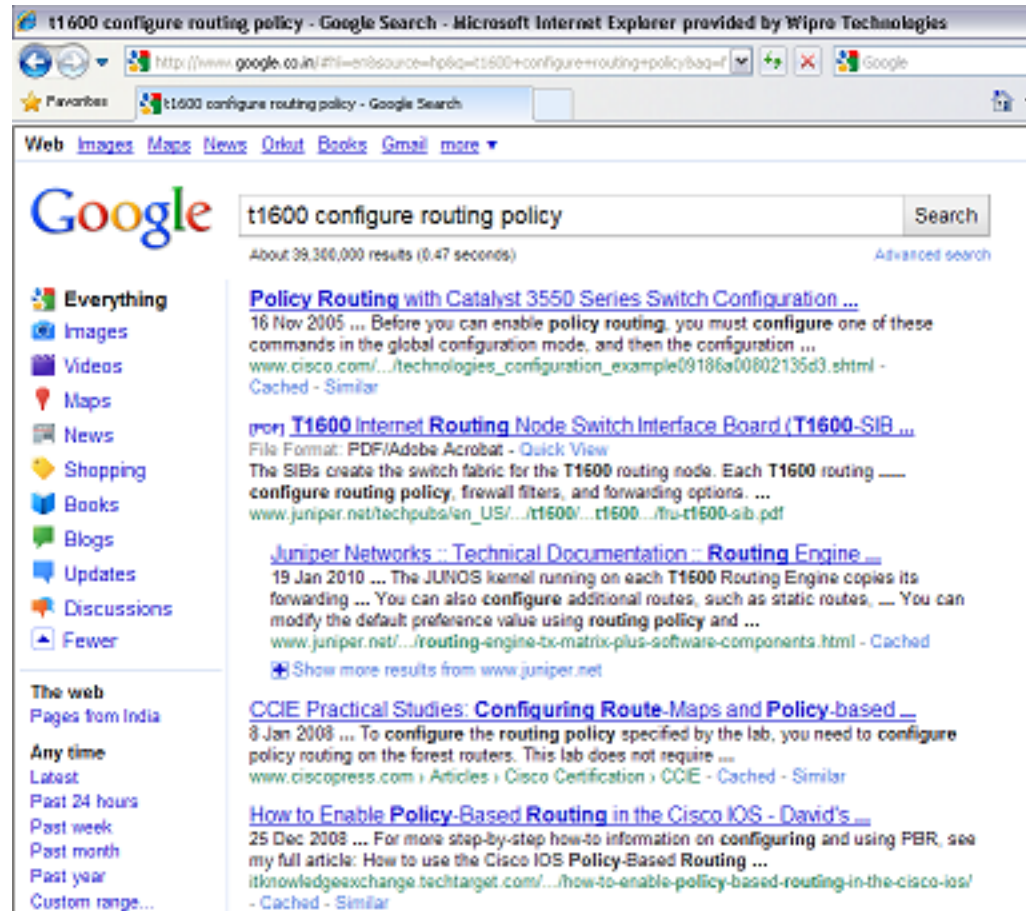 t1600 configure routing policy - Google Search - Microsoft Internet Explorer provided by Wipro Technologies
http://www.google.co.in/#hl=en&source=hp&q=t1600+configure+routing+policy&aq=f
Google
Favorites
t1600 configure routing policy - Google Search
Web Images Maps News Orkut Books Gmail more ▼
Google
t1600 configure routing policy
Search
About 39,300,000 results (0.47 seconds)
Advanced search
Everything
Images
Videos
Maps
News
Shopping
Books
Blogs
Updates
Discussions
Fewer
The web
Pages from India
Any time
Latest
Past 24 hours
Past week
Past month
Past year
Custom range...
Policy Routing with Catalyst 3550 Series Switch Configuration ...
16 Nov 2005 ... Before you can enable policy routing, you must configure one of these
commands in the global configuration mode, and then the configuration ...
www.cisco.com/.../technologies_configuration_example09186a00802135d3.shtml -
Cached - Similar
[PDF] T1600 Internet Routing Node Switch Interface Board (T1600-SIB ...
File Format: PDF/Adobe Acrobat - Quick View
The SIBs create the switch fabric for the T1600 routing node. Each T1600 routing ......
configure routing policy, firewall filters, and forwarding options. ...
www.juniper.net/techpubs/en_US/.../t1600/...t1600.../fru-t1600-sib.pdf
Juniper Networks :: Technical Documentation :: Routing Engine ...
19 Jan 2010 ... The JUNOS kernel running on each T1600 Routing Engine copies its
forwarding ... You can also configure additional routes, such as static routes, .... You can
modify the default preference value using routing policy and ...
www.juniper.net/.../routing-engine-tx-matrix-plus-software-components.html - Cached
Show more results from www.juniper.net
CCIE Practical Studies: Configuring Route-Maps and Policy-based ...
8 Jan 2008 ... To configure the routing policy specified by the lab, you need to configure
policy routing on the forest routers. This lab does not require ....
www.ciscopress.com › Articles › Cisco Certification › CCIE - Cached - Similar
How to Enable Policy-Based Routing in the Cisco IOS - David's ...
25 Dec 2008 ... For more step-by-step how-to information on configuring and using PBR, see
my full article: How to use the Cisco IOS Policy-Based Routing ...
itknowledgeexchange.techtarget.com/.../how-to-enable-policy-based-routing-in-the-cisco-ios/
- Cached - Similar